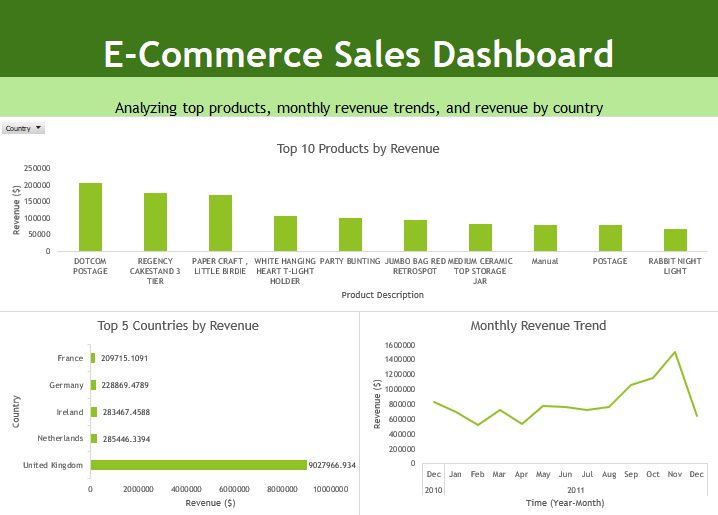 E-Commerce Sales Dashboard
Analyzing top products, monthly revenue trends, and revenue by country
Country
Top 10 Products by Revenue
Revenue ($)
250000
200000
150000
100000
50000
0
DOTCOM POSTAGE
REGENCY CAKESTAND 3 TIER
PAPER CRAFT , LITTLE BIRDIE
WHITE HANGING HEART T-LIGHT HOLDER
PARTY BUNTING
JUMBO BAG RED RETROSPOT
MEDIUM CERAMIC TOP STORAGE JAR
Manual
POSTAGE
RABBIT NIGHT LIGHT
Product Description
Top 5 Countries by Revenue
Country
France 209715.1091
Germany 228869.4789
Ireland 283467.4588
Netherlands 285446.3394
United Kingdom 9027966.934
0 2000000 4000000 6000000 8000000 10000000
Revenue ($)
Monthly Revenue Trend
Revenue ($)
1600000
1400000
1200000
1000000
800000
600000
400000
200000
0
Dec Jan Feb Mar Apr May Jun Jul Aug Sep Oct Nov Dec
2010 2011
Time (Year-Month)